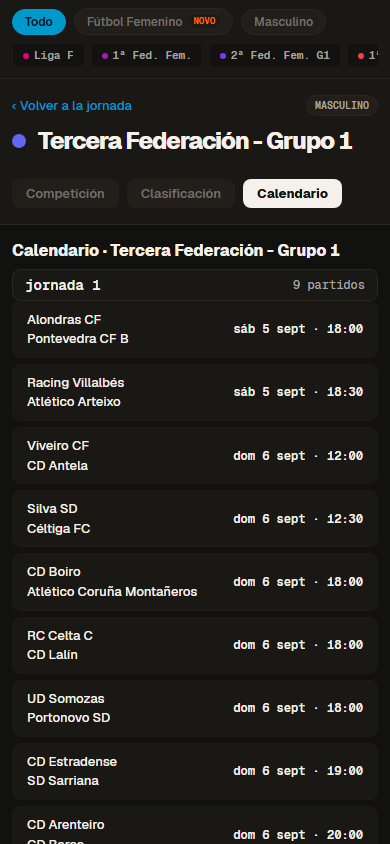 Todo
Fútbol Femenino NOVO
Masculino
Liga F
1ª Fed. Fem.
2ª Fed. Fem. G1
‹ Volver a la jornada
MASCULINO
Tercera Federación - Grupo 1
Competición
Clasificación
Calendario
Calendario · Tercera Federación - Grupo 1
jornada 1
9 partidos
Alondras CF
Pontevedra CF B
sáb 5 sept · 18:00
Racing Villalbés
Atlético Arteixo
sáb 5 sept · 18:30
Viveiro CF
CD Antela
dom 6 sept · 12:00
Silva SD
Céltiga FC
dom 6 sept · 12:30
CD Boiro
Atlético Coruña Montañeros
dom 6 sept · 18:00
RC Celta C
CD Lalín
dom 6 sept · 18:00
UD Somozas
Portonovo SD
dom 6 sept · 18:00
CD Estradense
SD Sarriana
dom 6 sept · 19:00
CD Arenteiro
dom 6 sept · 20:00